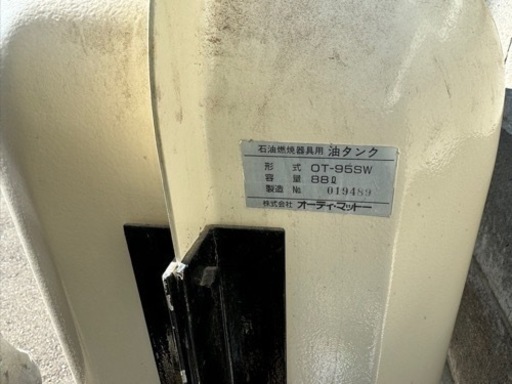 石油燃焼器具用 油タンク
形式 OT-95SW
容量 88ℓ
製造 № 019489
株式会社 オーティ・マットー